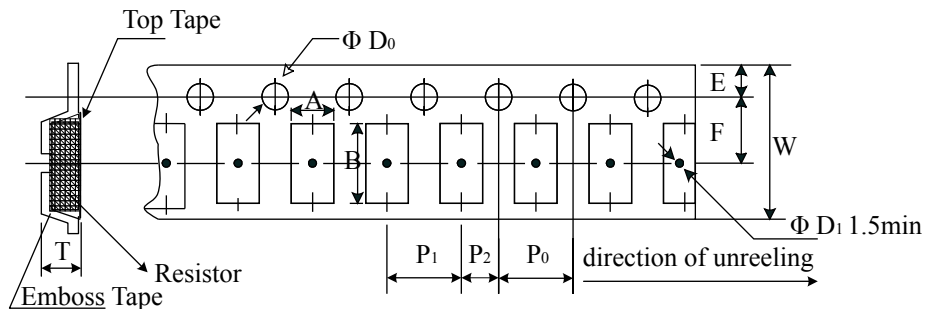 Top Tape
Φ D₀
A
E
F
W
B
Φ D₁ 1.5min
T
P₁
P₂
P₀
direction of unreeling
Resistor
Emboss Tape